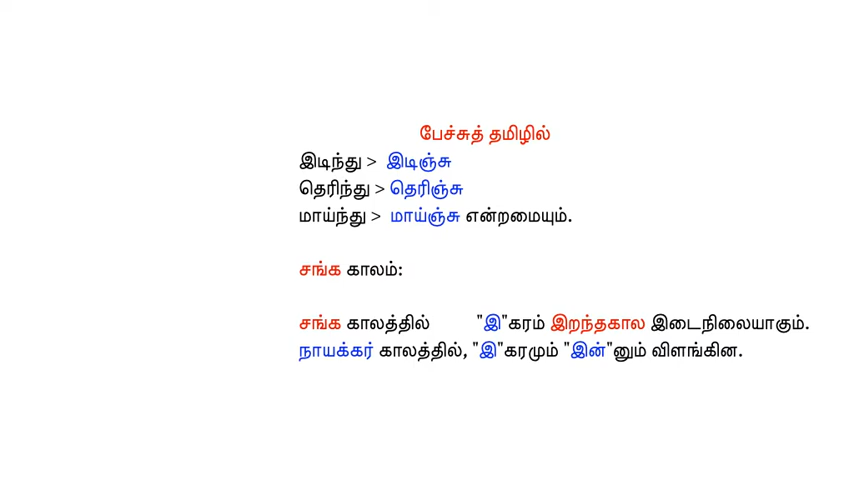 பேச்சுத் தமிழில்
இடிந்து > இடிஞ்சு
தெரிந்து > தெரிஞ்சு
மாய்ந்து > மாய்ஞ்சு என்றமையும்.
சங்க காலம்:
சங்க காலத்தில் "இ"கரம் இறந்தகால இடைநிலையாகும்.
நாயக்கர் காலத்தில், "இ"கரமும் "இன்"னும் விளங்கின.